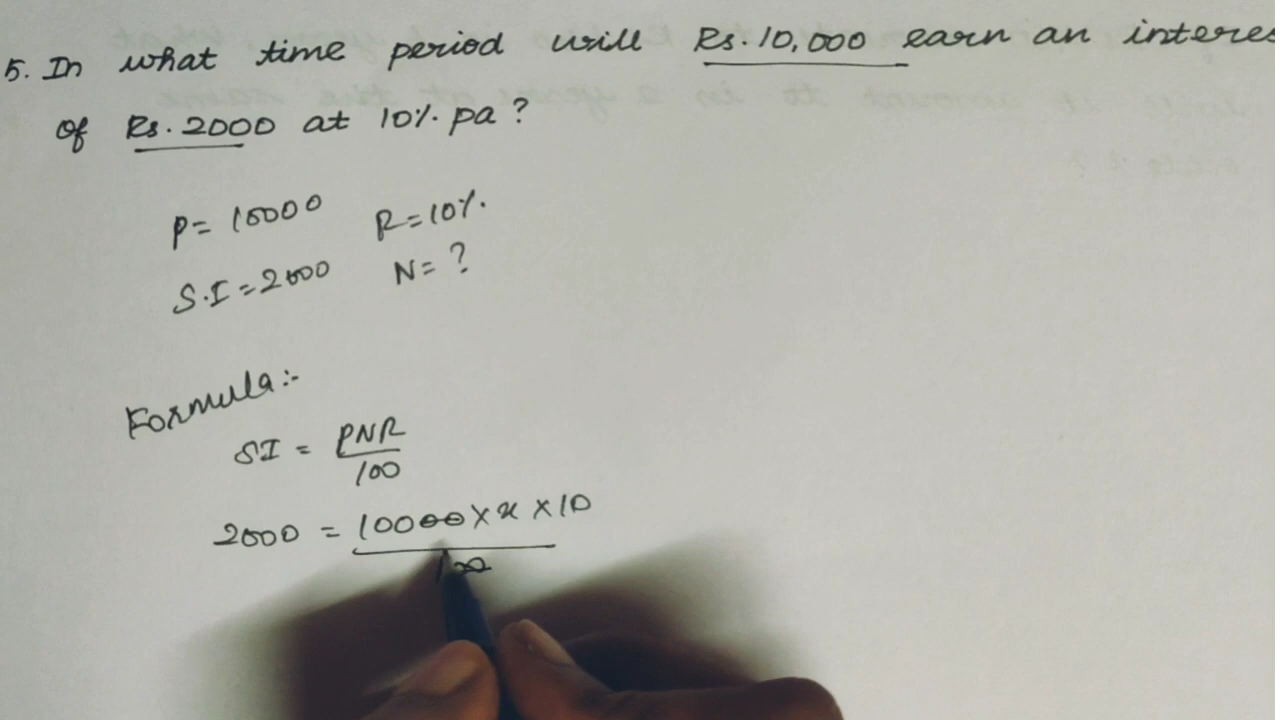 5. In what time period will Rs. 10,000 earn an interes
of Rs. 2000 at 10% pa?
P = 10000 R = 10%.
S.I = 2000 N = ?
Formula :-
SI = PNR
100
2000 = 10000 × x × 10
100